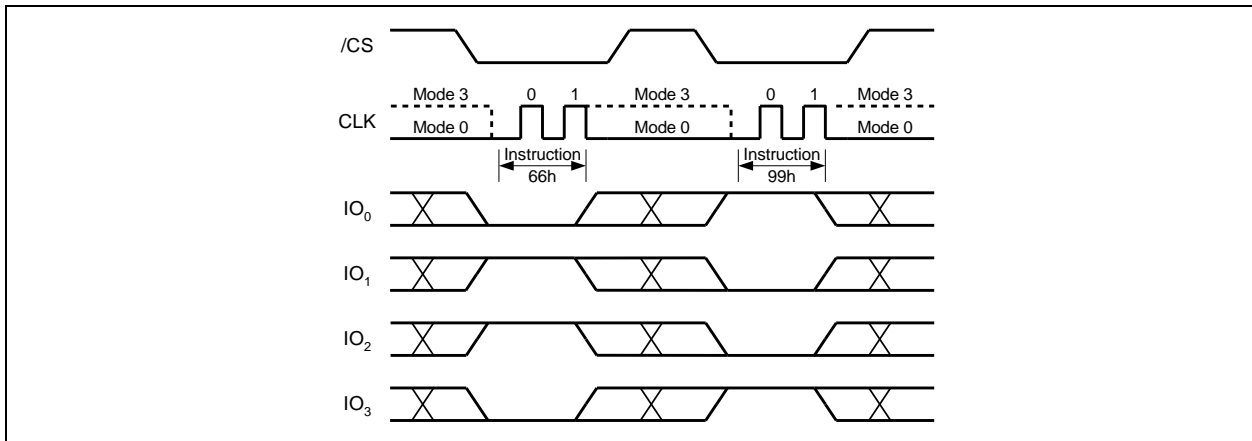 /CS
Mode 3 0 1 Mode 3 0 1 Mode 3
CLK Mode 0 Mode 0 Mode 0
Instruction Instruction
66h 99h
IO0
IO1
IO2
IO3